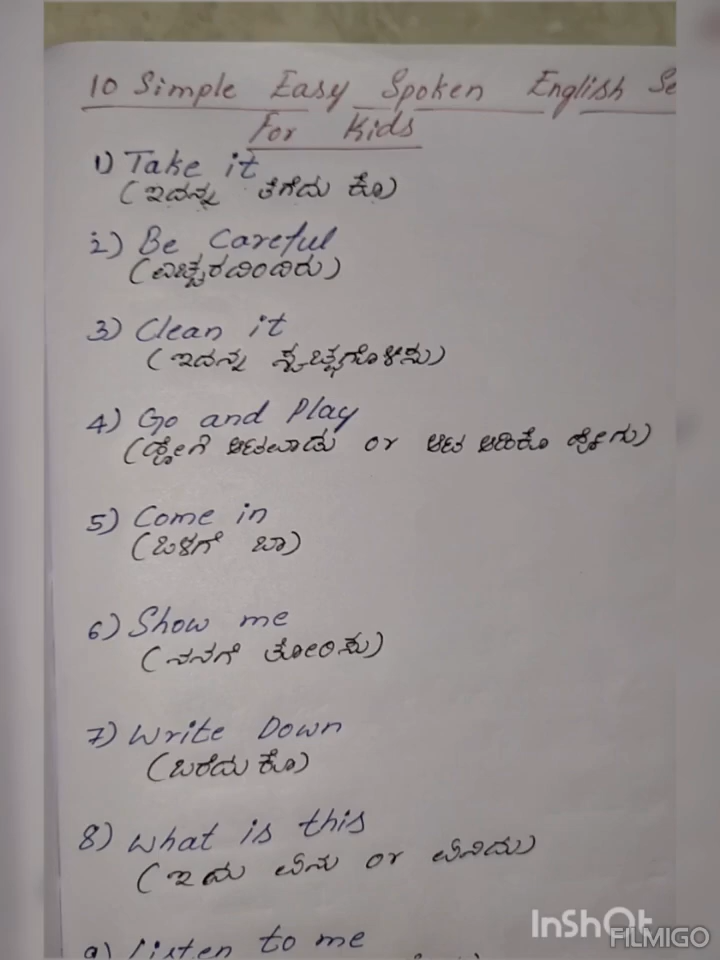 10 Simple Easy Spoken English Se
For Kids
1) Take it
(ಇದನ್ನು ತೆಗೆದು ಕೊ)
2) Be Careful
(ಎಚ್ಚರದಿಂದಿರು)
3) Clean it
(ಇದನ್ನು ಸ್ವಚ್ಛಗೊಳಿಸು)
4) Go and Play
(ಹೋಗಿ ಆಟವಾಡು or ಆಟ ಆಡಿಕೊ ಹೋಗು)
5) Come in
(ಒಳಗೆ ಬಾ)
6) Show me
(ನನಗೆ ತೋರಿಸು)
7) Write Down
(ಬರೆದು ಕೊ)
8) What is this
(ಇದು ಏನು or ಏನಿದು)
9) Listen to me
InShOt
FILMIGO